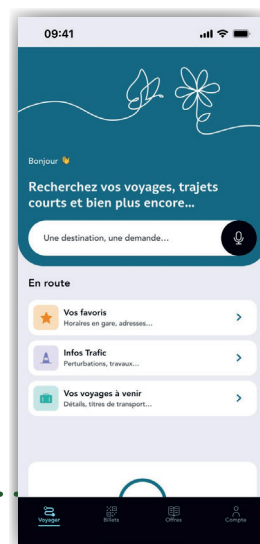 09:41
Bonjour 👋
Recherchez vos voyages, trajets
courts et bien plus encore...
Une destination, une demande...
En route
Vos favoris
Horaires en gare, adresses...
Infos Trafic
Perturbations, travaux...
Vos voyages à venir
Détails, titres de transport...
Voyager
Billets
Offres
Compte